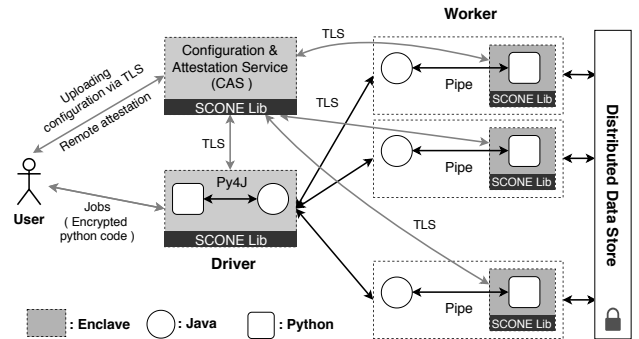 Worker
TLS
Configuration &
Attestation Service
(CAS )
SCONE Lib
Uploading
configuration via TLS
Remote attestation
Pipe
SCONE Lib
TLS
TLS
Pipe
SCONE Lib
Py4J
SCONE Lib
Driver
User
Jobs
( Encrypted
python code )
TLS
Pipe
SCONE Lib
Distributed Data Store
: Enclave
: Java
: Python